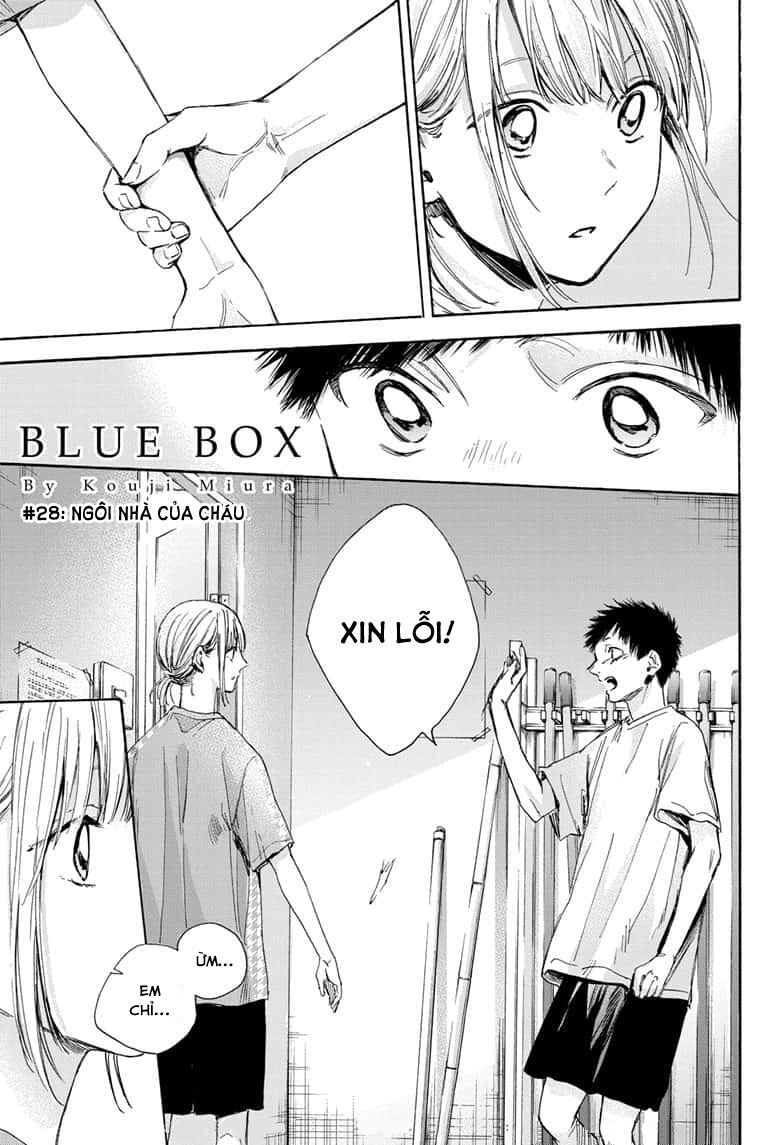 BLUE BOX
By Kouji Miura
#28: NGÔI NHÀ CỦA CHÁU
XIN LỖI!
ỪM...
EM
CHỈ...